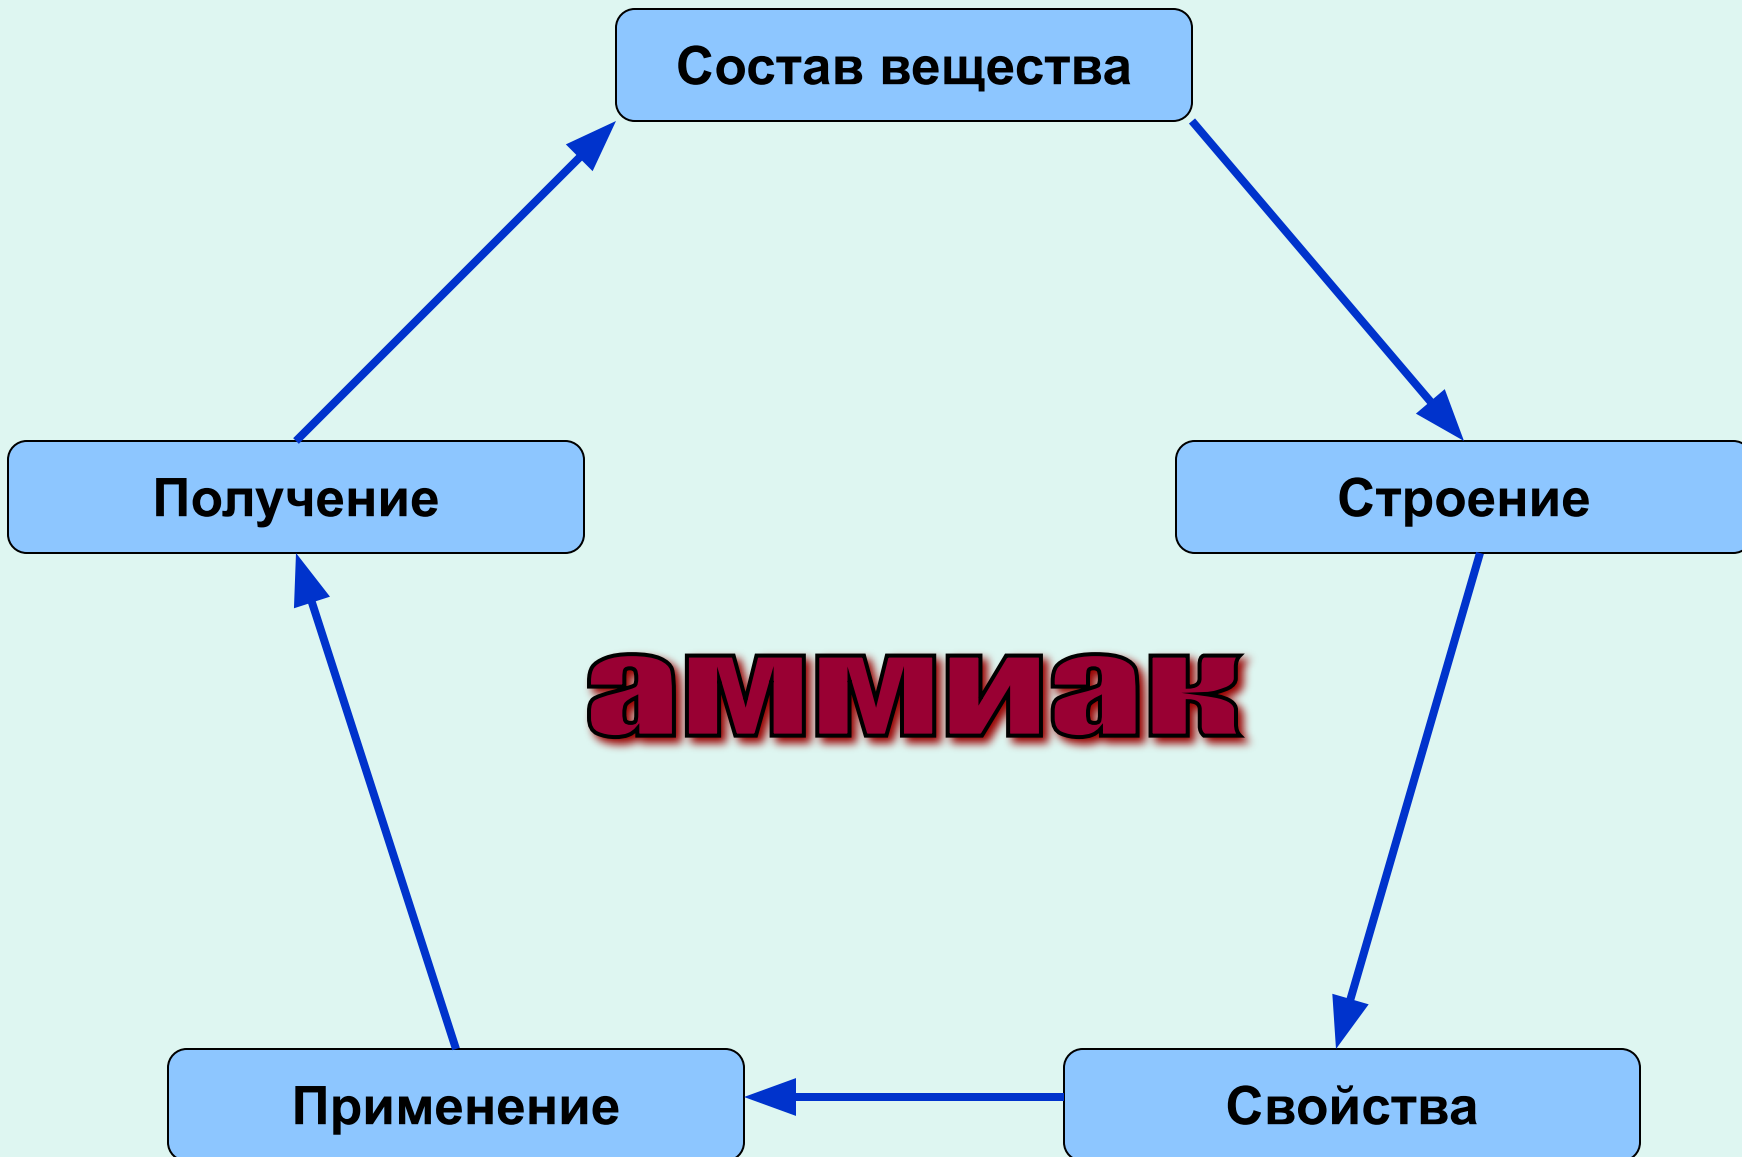 Состав вещества
Получение
Строение
аммиак
Применение
Свойства